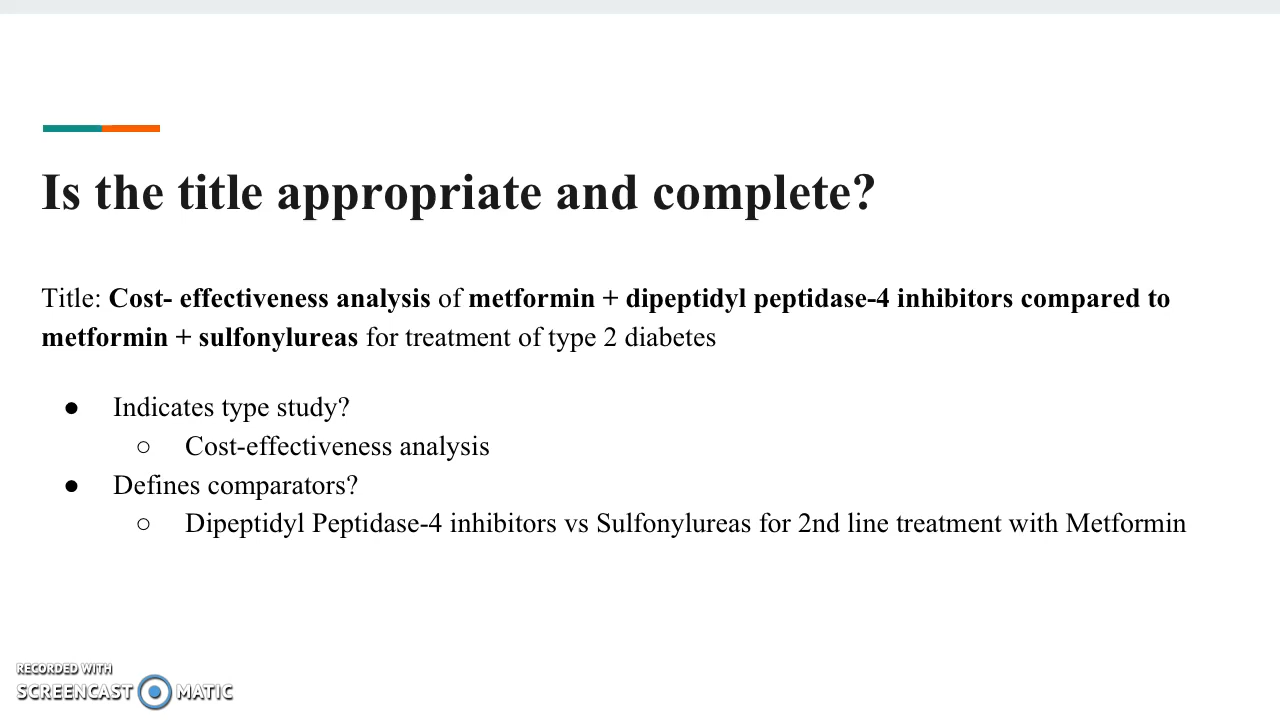 Is the title appropriate and complete?
Title: Cost- effectiveness analysis of metformin + dipeptidyl peptidase-4 inhibitors compared to
metformin + sulfonylureas for treatment of type 2 diabetes
● Indicates type study?
○ Cost-effectiveness analysis
● Defines comparators?
○ Dipeptidyl Peptidase-4 inhibitors vs Sulfonylureas for 2nd line treatment with Metformin
RECORDED WITH
SCREENCAST MATIC